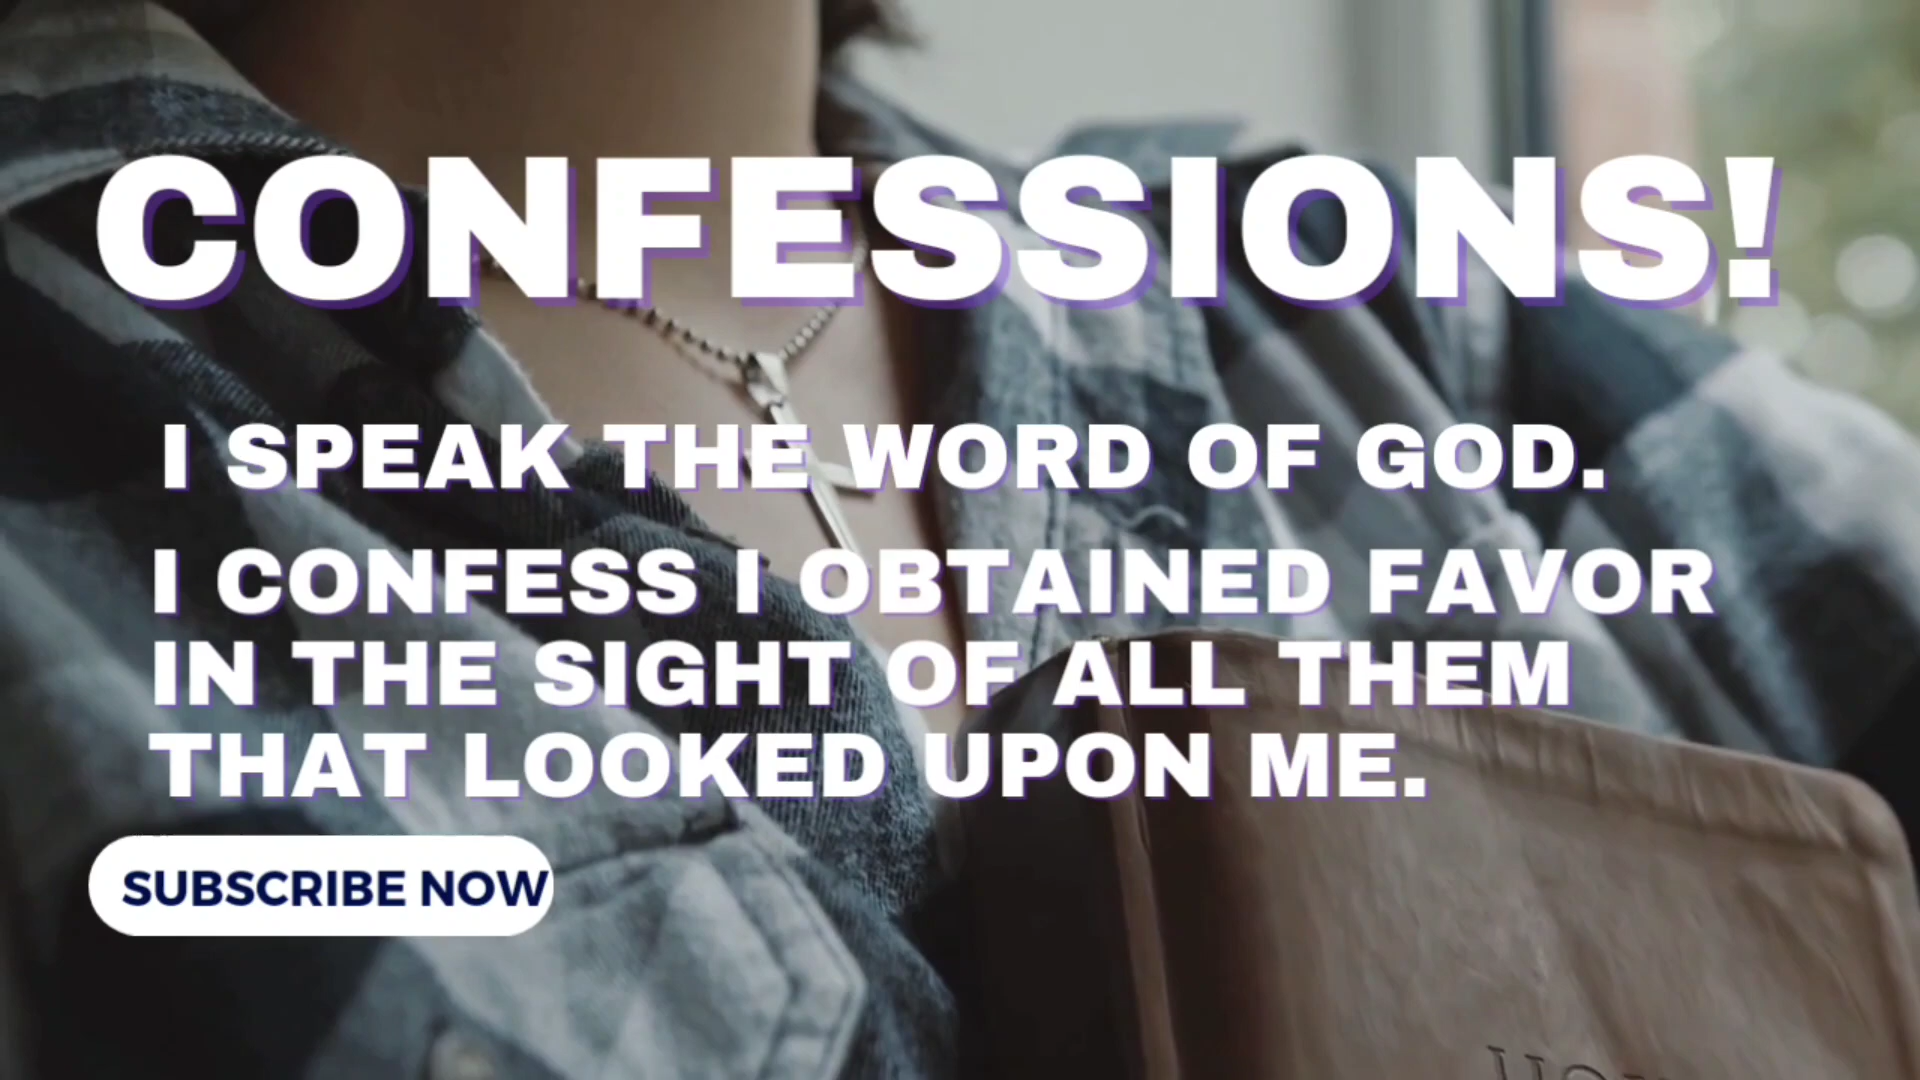 CONFESSIONS!
I SPEAK THE WORD OF GOD.
I CONFESS I OBTAINED FAVOR
IN THE SIGHT OF ALL THEM
THAT LOOKED UPON ME.
SUBSCRIBE NOW